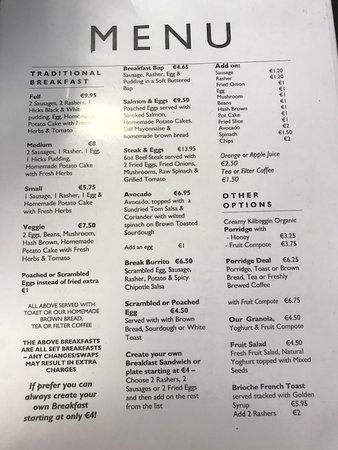 MENU
TRADITIONAL
BREAKFAST
Full €9.95
2 Sausages, 2 Rashers, 1
Hicks Black & White
pudding, Egg, Homemade
Potato Cake with Fresh
Herbs & Tomato
Medium €8
2 Sausage, 1 Rasher, 1 Egg,
1 Hicks Pudding,
Homemade Potato Cake
with Fresh Herbs
Small €5.75
1 Sausage, 1 Rasher, 1 Egg &
Homemade Potato Cake
with Fresh Herbs
Veggie €7.50
2 Eggs, Beans, Mushroom,
Hash Brown, Homemade
Potato Cake with Fresh
Herbs & Tomato
Poached or Scrambled
Eggs instead of fried extra
€1
ALL ABOVE SERVED WITH
TOAST OR OUR HOMEMADE
BROWN BREAD,
TEA OR FILTER COFFEE
THE ABOVE BREAKFASTS
ARE ALL SET BREAKFASTS
– ANY CHANGES/SWAPS
MAY RESULT IN EXTRA
CHARGES
If prefer you can
always create your
own Breakfast
starting at only €4!
Breakfast Bap €4.65
Sausage, Rasher, Egg &
Pudding in a Soft Buttered
Bap
Salmon & Eggs €9.50
Poached Eggs served with
Smoked Salmon,
Homemade Potato Cakes,
Dill Mayonnaise &
homemade brown bread
Steak & Eggs €13.95
6oz Beef Steak served with
2 Fried Eggs, Fried Onions,
Mushrooms, Raw Spinach &
Grilled Tomato
Avocado €6.95
Avocado, topped with a
Sundried Tom Salsa &
Coriander with wilted
spinach on Brown Toasted
Sourdough
Add an egg €1
Break Burrito €6.50
Scrambled Egg, Sausage,
Rasher, Potato & Spicy
Chipotle Salsa
Scrambled or Poached
Egg €4.50
Served with with Brown
Bread, Sourdough or White
Toast
Create your own
Breakfast Sandwich or
plate starting at €4 –
Choose 2 Rashers, 2
Sausages or 2 Fried Eggs
and then add on the rest
from the list
Add on:
Sausage €1.20
Rasher €1.20
Fried Onion €1
Egg €1
Mushroom €1
Beans €1
Hash Brown €1
Pot Cake €1
Fried Slice €1
Avocado €2
Spinach €1.50
Chips €2
Orange or Apple Juice
€2.50
Tea or Filter Coffee
€1.50
OTHER
OPTIONS
Creamy Kilbeggin Organic
Porridge with
- Honey €3.25
- Fruit Compote €3.75
Porridge Deal €6.25
Porridge, Toast or Brown
Bread, Tea or Freshly
Brewed Coffee
with Fruit Compote €6.75
Our Granola, €4.50
Yoghurt & Fruit Compote
Fruit Salad €4.50
Fresh Fruit Salad, Natural
Yoghurt topped with Mixed
Seeds
Brioche French Toast
served stacked with Golden
Syrup €5.95
Add 2 Rashers €2